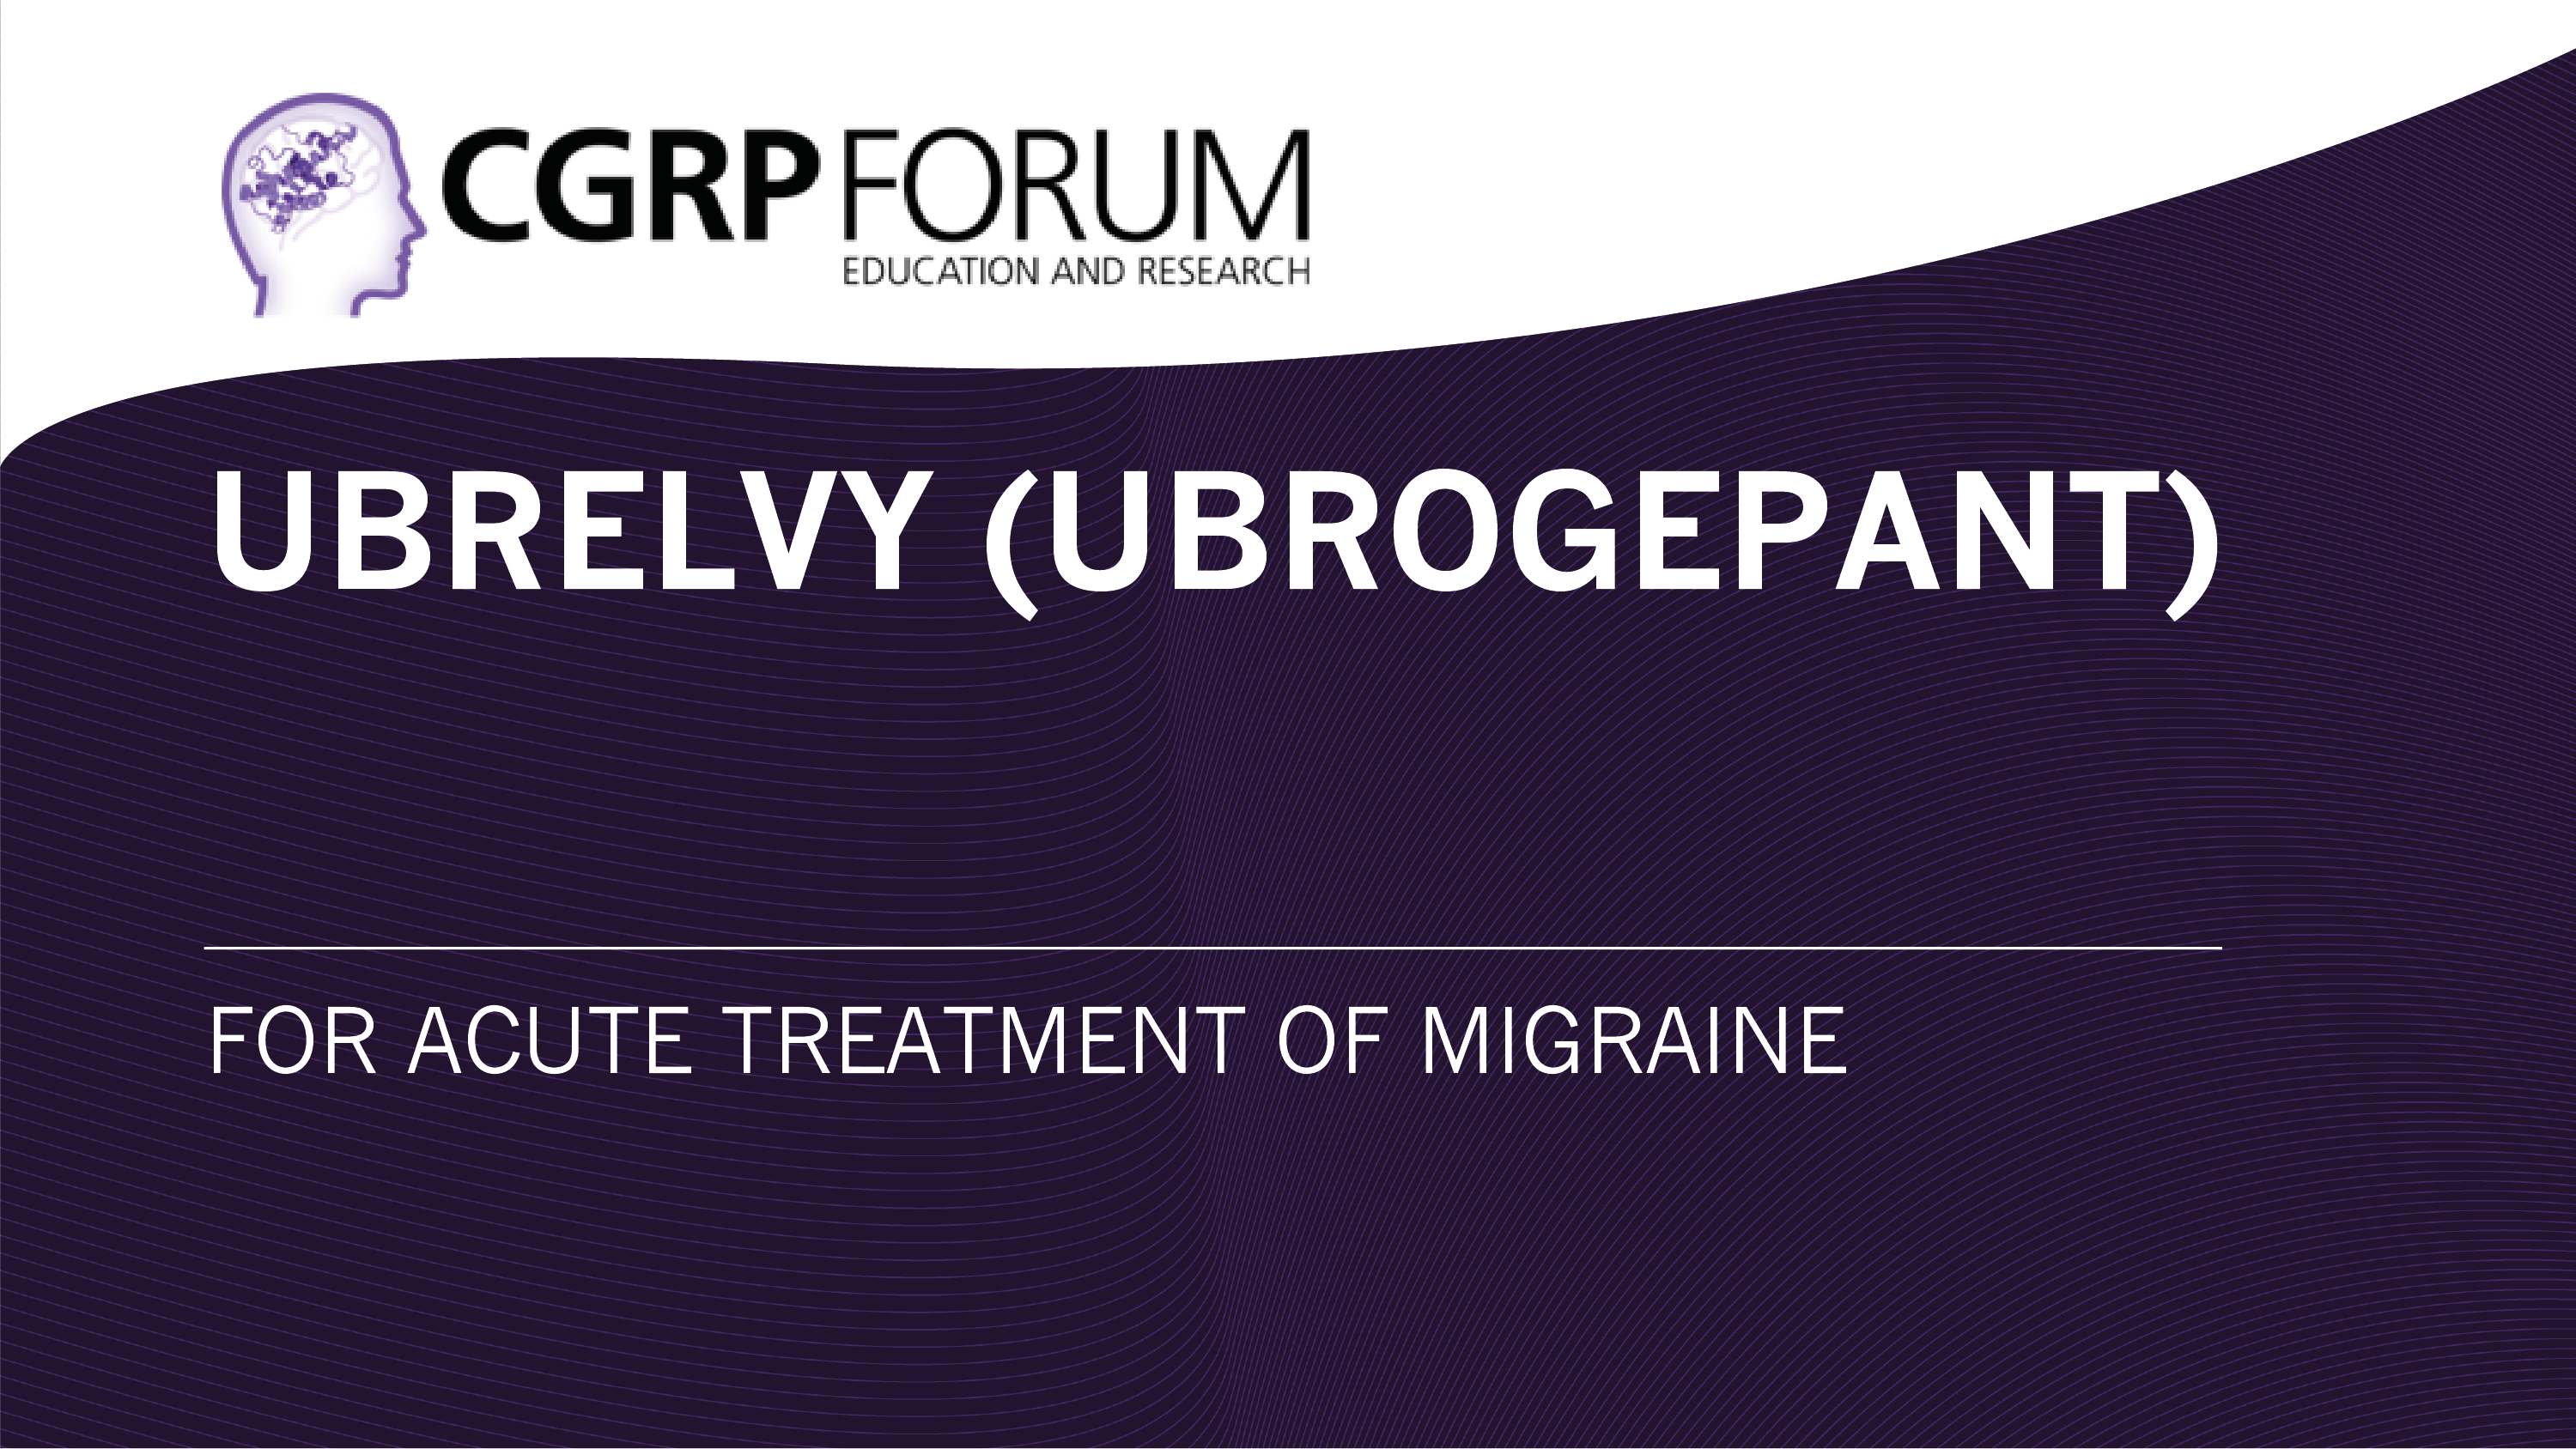 CGRP FORUM
EDUCATION AND RESEARCH
UBRELVY (UBROGEPANT)
FOR ACUTE TREATMENT OF MIGRAINE